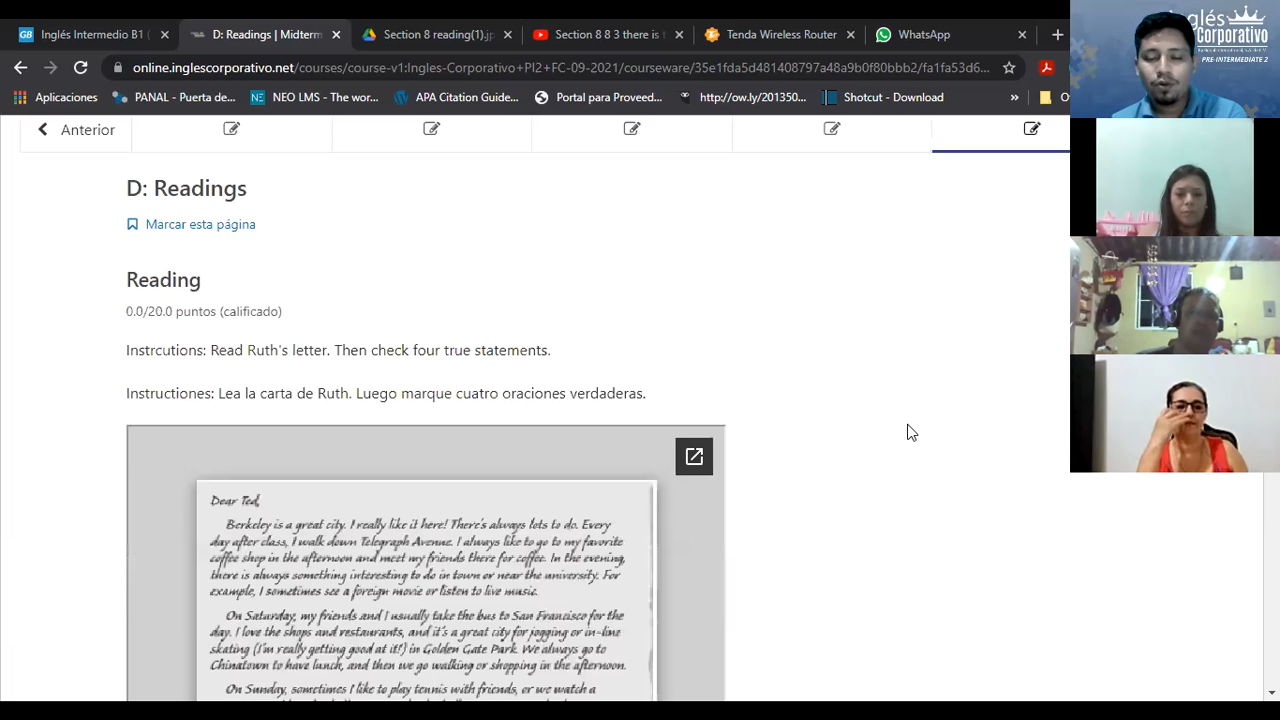 GB Inglés Intermedio B1 (
D: Readings | Midterm
Section 8 reading(1).j
Section 8 8 3 there is
Tenda Wireless Router
WhatsApp
online.inglescorporativo.net/courses/course-v1:Ingles-Corpo
F-09-2021/courseware/35e1fda5d48140b7b7a48a9b0f80bbb2/fa1fa53d6...
Aplicaciones
PANAL - Puerta de...
NE NEO LMS - The wor...
APA Citation Guide...
Portal para Proveed...
http://ow.ly/201350...
Shotcut - Download
»
Inglés
Corporativo
PRE-INTERMEDIATE 2
Anterior
D: Readings
Marcar esta página
Reading
0.0/20.0 puntos (calificado)
Instrcutions: Read Ruth's letter. Then check four true statements.
Instructiones: Lea la carta de Ruth. Luego marque cuatro oraciones verdaderas.
Dear Ted,
Berkeley is a great city. I really like it here! There's always lots to do. Every
day after class, I walk down Telegraph Avenue. I always like to go to my favorite
coffee shop in the afternoon and meet my friends there for coffee. In the evening,
there is always something interesting to do in town or near the university. For
example, I sometimes see a foreign movie or listen to live music.
On Saturday, my friends and I usually take the bus to San Francisco for the
day. I love the shops and restaurants, and it's a great city for jogging or in-line
skating (I'm really getting good at it!) in Golden Gate Park. We always go to
Chinatown to have lunch, and then we go walking or shopping in the afternoon.
On Sunday, sometimes I like to play tennis with friends, or we watch a